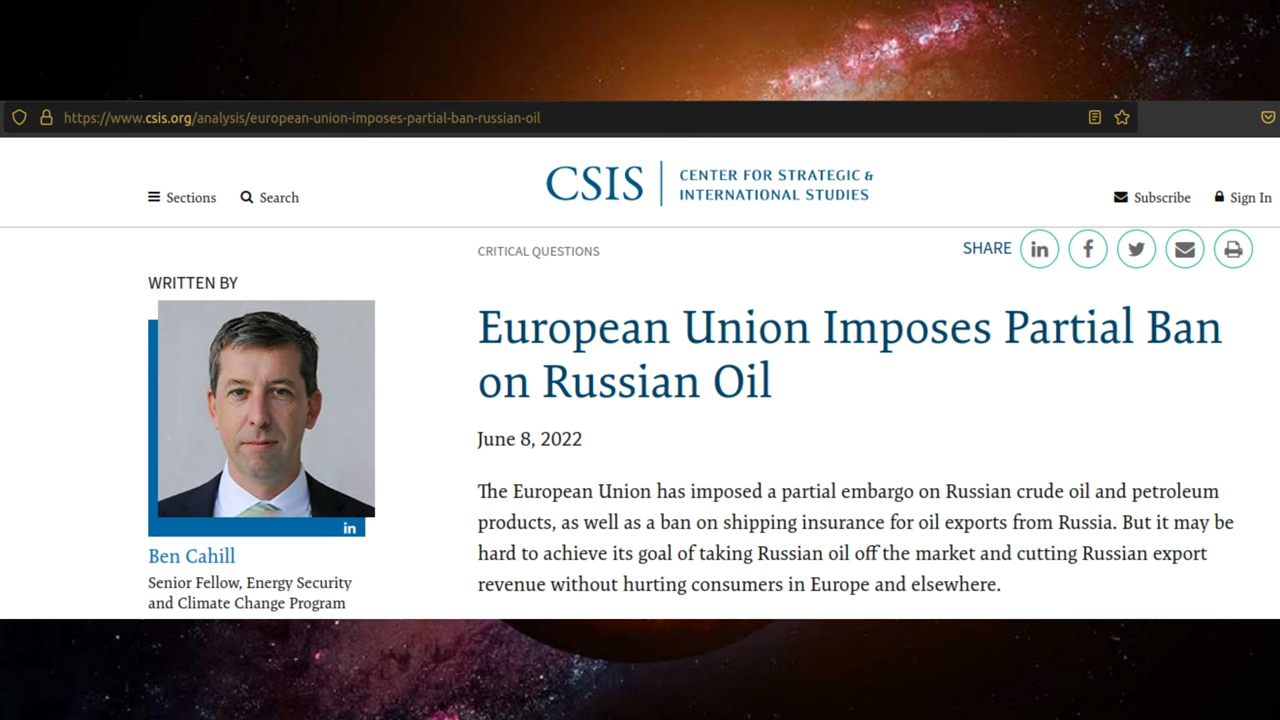 https://www.csis.org/analysis/european-union-imposes-partial-ban-russian-oil
Sections
Search
CSIS
CENTER FOR STRATEGIC &
INTERNATIONAL STUDIES
Subscribe
Sign In
CRITICAL QUESTIONS
SHARE
in
f
WRITTEN BY
in
Ben Cahill
Senior Fellow, Energy Security
and Climate Change Program
European Union Imposes Partial Ban
on Russian Oil
June 8, 2022
The European Union has imposed a partial embargo on Russian crude oil and petroleum
products, as well as a ban on shipping insurance for oil exports from Russia. But it may be
hard to achieve its goal of taking Russian oil off the market and cutting Russian export
revenue without hurting consumers in Europe and elsewhere.